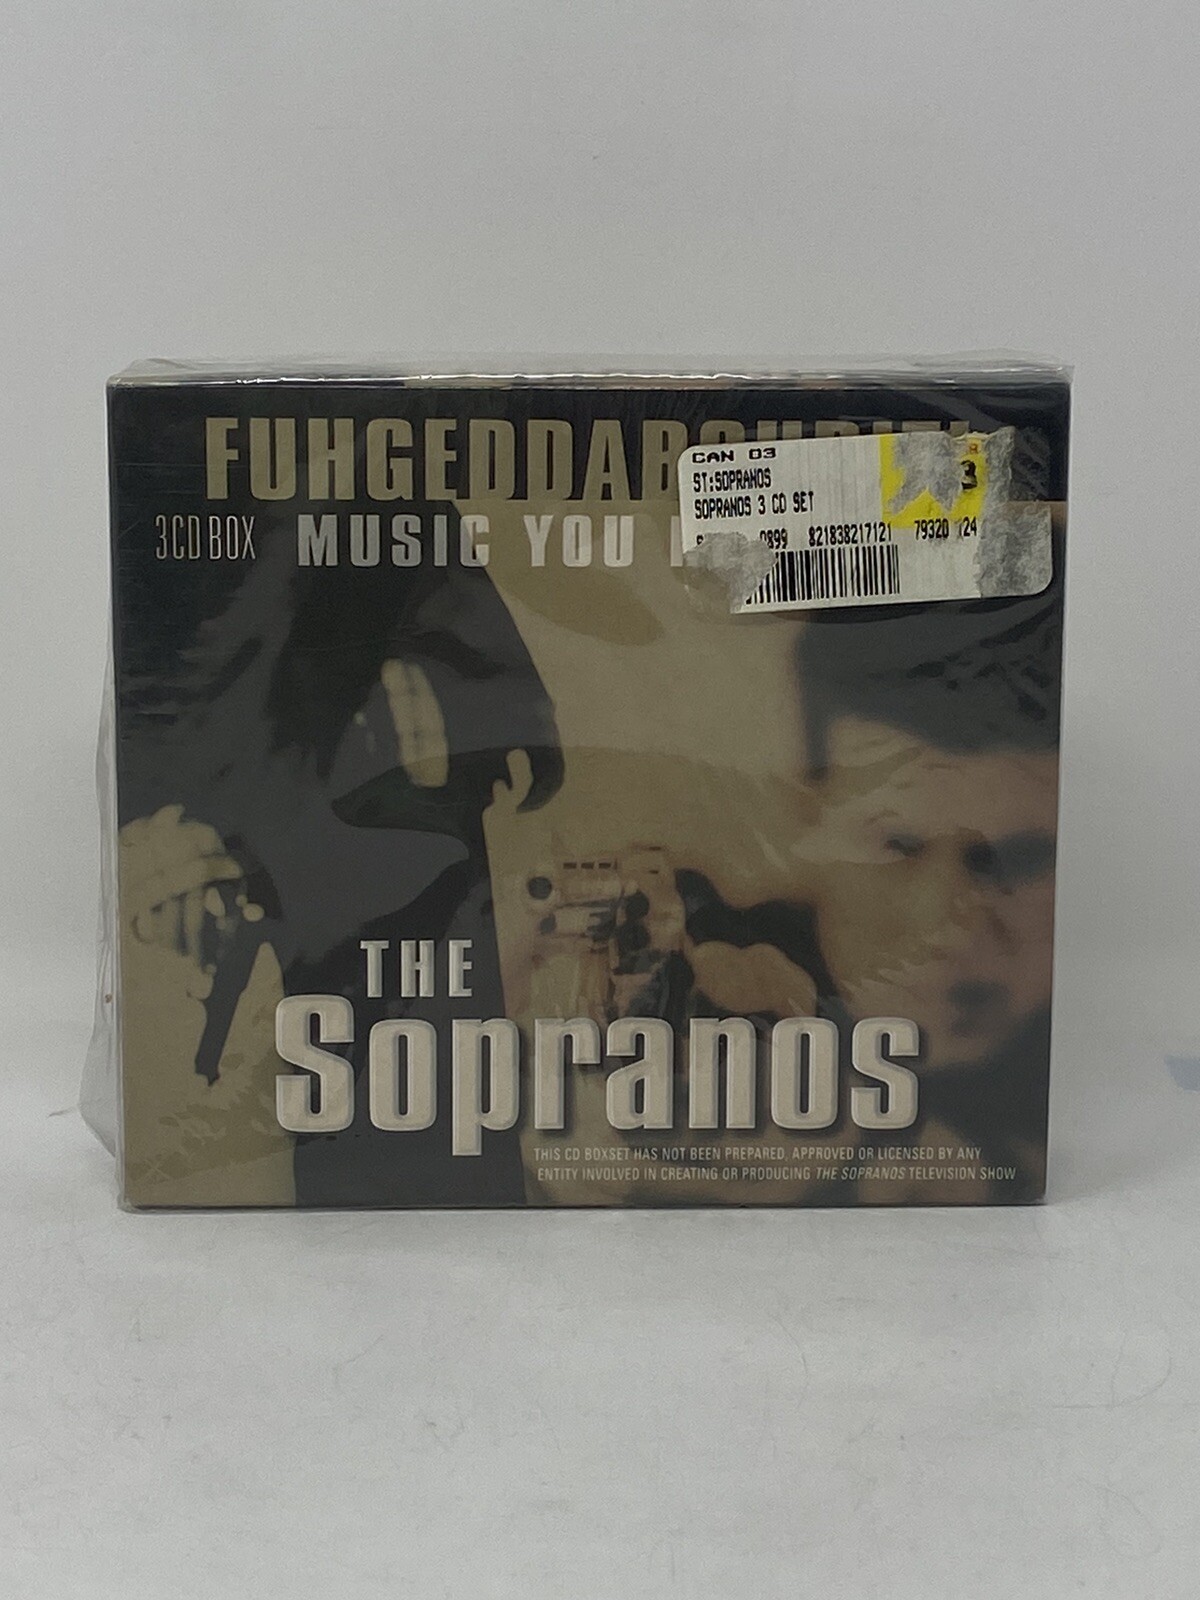 FUHGEDDABOUDIT!
3CD BOX MUSIC YOU
CAN 03
ST:SOPRANOS
SOPRANOS 3 CD SET
0899 821838217121 79320 24
3
THE
Sopranos
THIS CD BOXSET HAS NOT BEEN PREPARED, APPROVED OR LICENSED BY ANY
ENTITY INVOLVED IN CREATING OR PRODUCING THE SOPRANOS TELEVISION SHOW